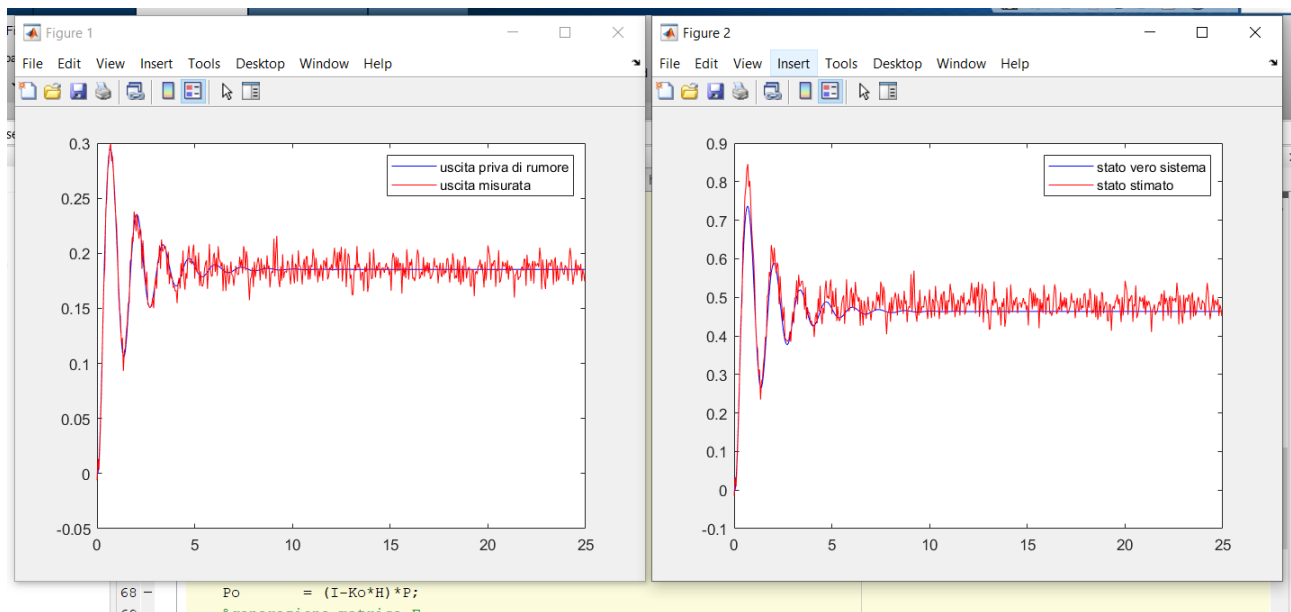 Figure 1
File Edit View Insert Tools Desktop Window Help
0.3
0.25
0.2
0.15
0.1
0.05
0
-0.05
0 5 10 15 20 25
uscita priva di rumore
uscita misurata
Figure 2
File Edit View Insert Tools Desktop Window Help
0.9
0.8
0.7
0.6
0.5
0.4
0.3
0.2
0.1
0
-0.1
0 5 10 15 20 25
stato vero sistema
stato stimato
68 – Po = (I-Ko*H)*P;